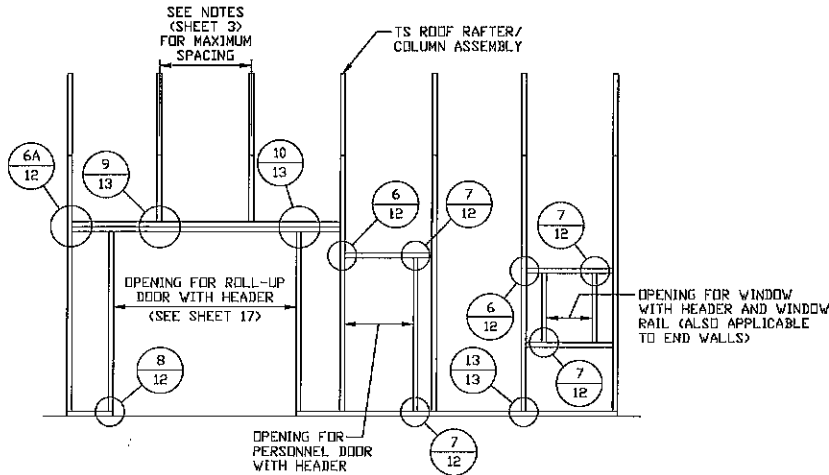 SEE NOTES
(SHEET 3)
FOR MAXIMUM
SPACING
TS ROOF RAFTER/
COLUMN ASSEMBLY
6A
12
9
13
10
13
6
12
7
12
7
12
OPENING FOR ROLL-UP
DOOR WITH HEADER
(SEE SHEET 17)
6
12
OPENING FOR WINDOW
WITH HEADER AND WINDOW
RAIL (ALSO APPLICABLE
TO END WALLS)
7
12
8
12
13
13
OPENING FOR
PERSONNEL DOOR
WITH HEADER
7
12